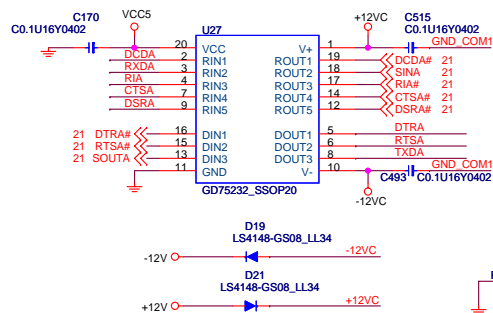 C170 VCC5 +12VC C515
C0.1U16Y0402 U27 C0.1U16Y0402
GND_COM1
20 VCC V+ 1
DCDA 2 RIN1 ROUT1 19 DCDA# 21
RXDA 3 RIN2 ROUT2 18 SINA 21
RIA 4 RIN3 ROUT3 17 RIA# 21
CTSA 7 RIN4 ROUT4 14 CTSA# 21
DSRA 9 RIN5 ROUT5 12 DSRA# 21
21 DTRA# 16 DIN1 DOUT1 5 DTRA
21 RTSA# 15 DIN2 DOUT2 6 RTSA
21 SOUTA 13 DIN3 DOUT3 8 TXDA
11 GND V- 10 GND_COM1
GD75232_SSOP20 C493 C0.1U16Y0402
-12VC
D19
LS4148-GS08_LL34
-12V -12VC
D21
LS4148-GS08_LL34
+12V +12VC